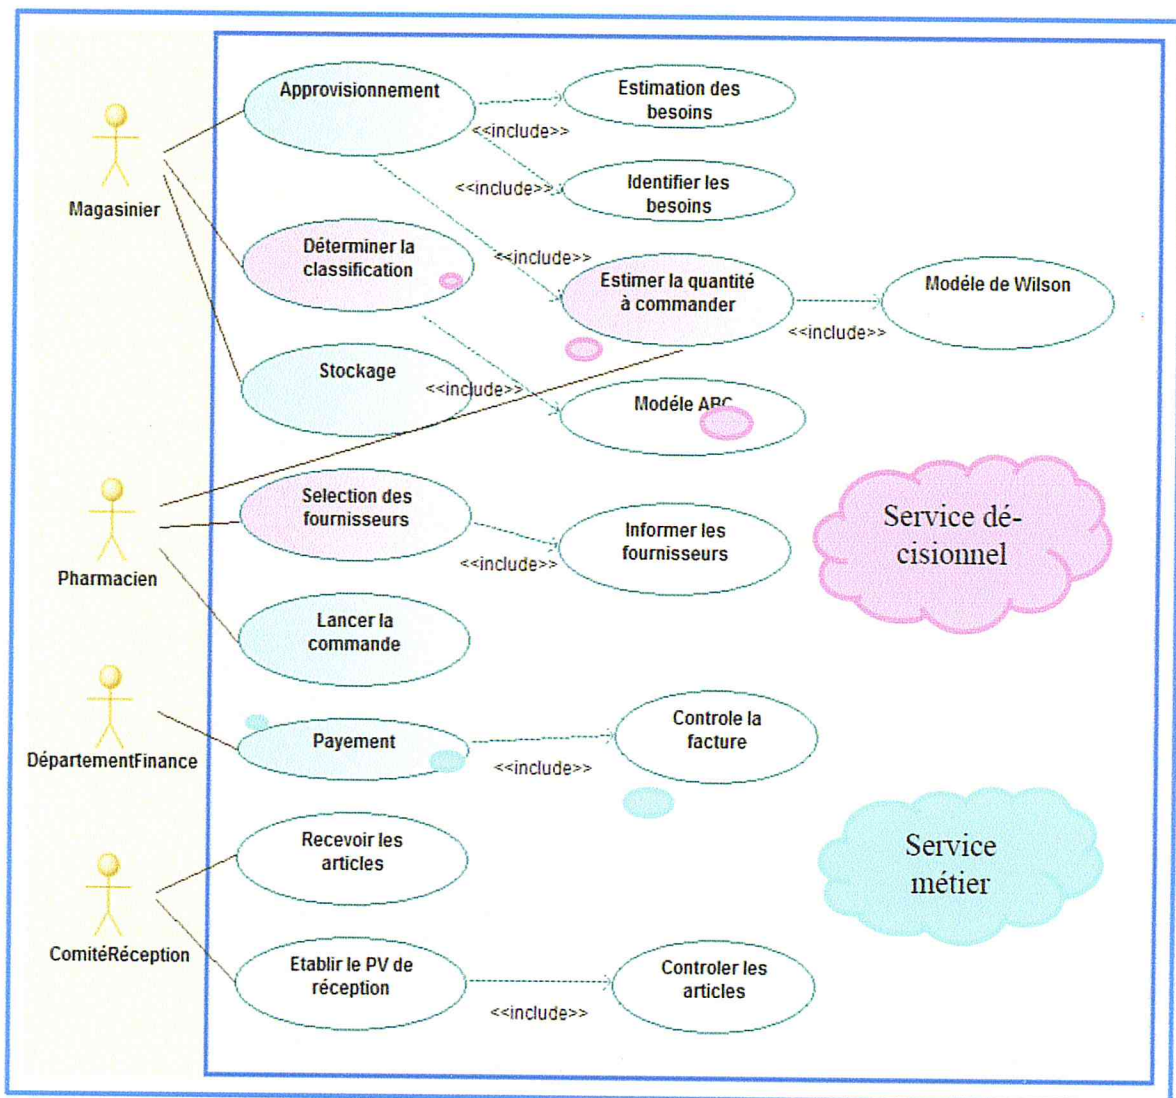 Approvisionnement
Estimation des
besoins
<<include>>
Magasinier
<<include>>
Identifier les
besoins
Déterminer la
classification
<<include>>
Estimer la quantité
à commander
Modéle de Wilson
<<include>>
Stockage
<<include>>
Modéle ABC
Selection des
fournisseurs
Informer les
fournisseurs
<<include>>
Service dé-
cisionnel
Pharmacien
Lancer la
commande
DépartementFinance
Payement
Controle la
facture
<<include>>
Recevoir les
articles
Service
métier
ComitéRéception
Etablir le PV de
réception
Controler les
articles
<<include>>